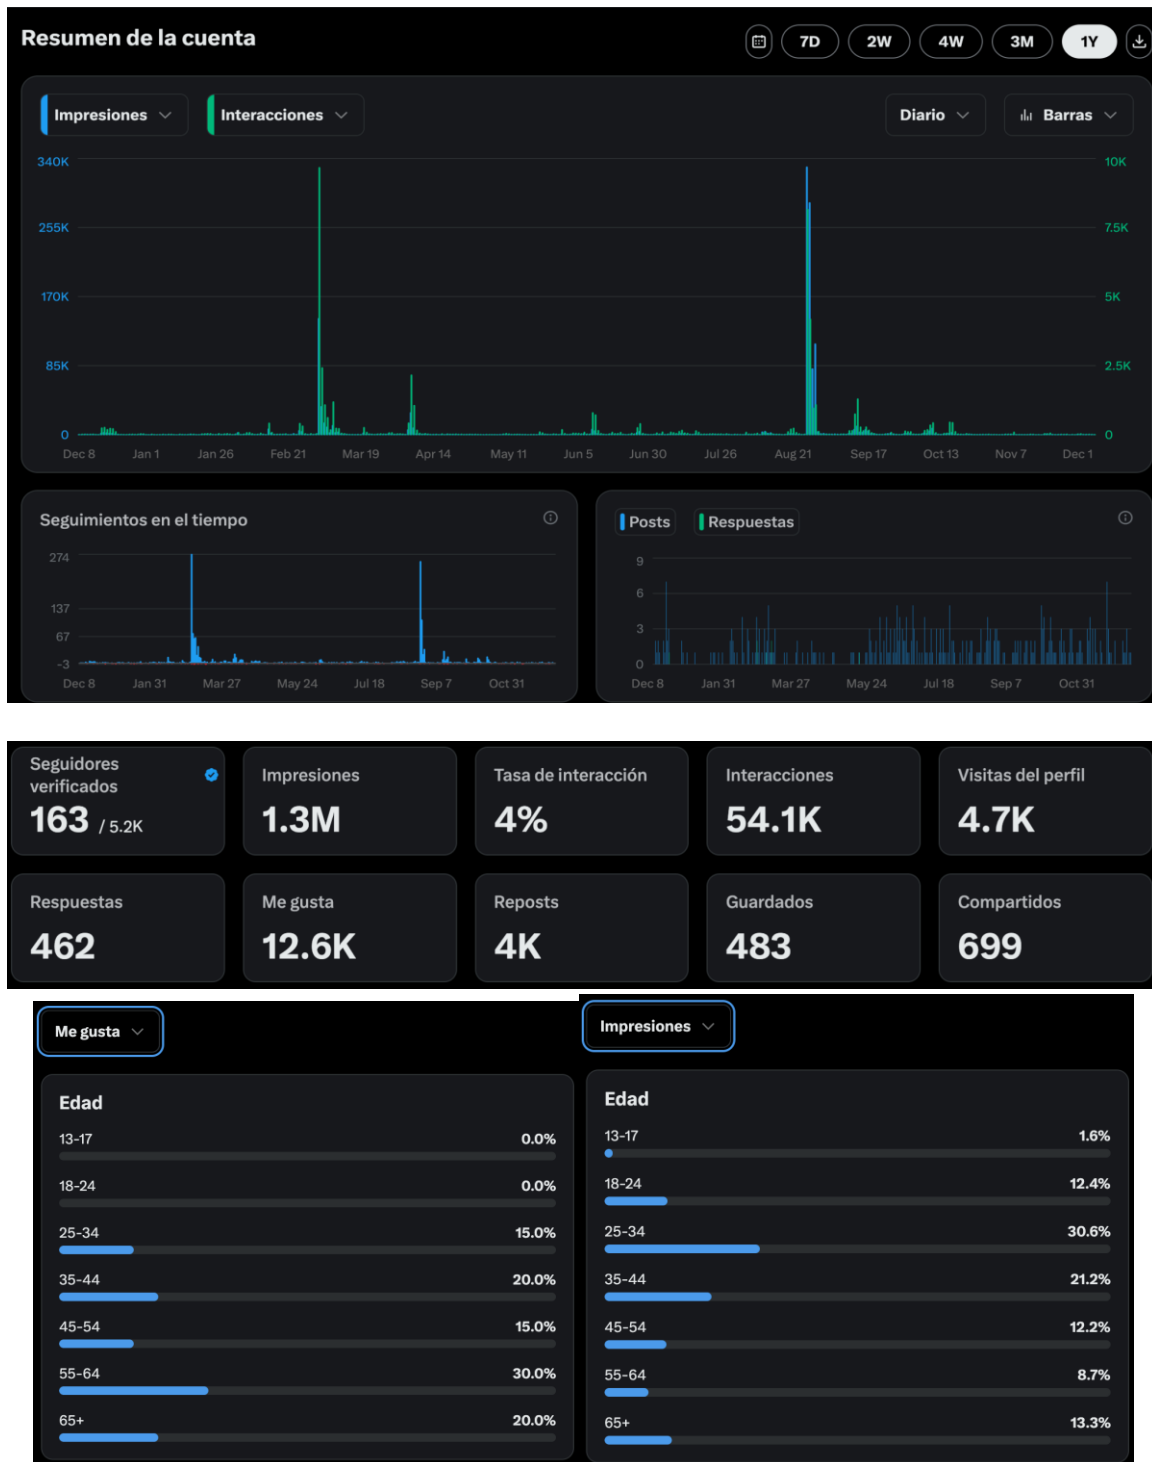 Resumen de la cuenta
7D 2W 4W 3M 1Y
Impresiones Interacciones Diario Barras
340K 10K
255K 7.5K
170K 5K
85K 2.5K
0 0
Dec 8 Jan 1 Jan 26 Feb 21 Mar 19 Apr 14 May 11 Jun 5 Jun 30 Jul 26 Aug 21 Sep 17 Oct 13 Nov 7 Dec 1
Seguimientos en el tiempo
274
137
67
-3
Dec 8 Jan 31 Mar 27 May 24 Jul 18 Sep 7 Oct 31
Posts Respuestas
9
6
3
0
Dec 8 Jan 31 Mar 27 May 24 Jul 18 Sep 7 Oct 31
Seguidores
verificados
163 / 5.2K
Impresiones
1.3M
Tasa de interacción
4%
Interacciones
54.1K
Visitas del perfil
4.7K
Respuestas
462
Me gusta
12.6K
Reposts
4K
Guardados
483
Compartidos
699
Me gusta
Edad
13-17 0.0%
18-24 0.0%
25-34 15.0%
35-44 20.0%
45-54 15.0%
55-64 30.0%
65+ 20.0%
Impresiones
Edad
13-17 1.6%
18-24 12.4%
25-34 30.6%
35-44 21.2%
45-54 12.2%
55-64 8.7%
65+ 13.3%